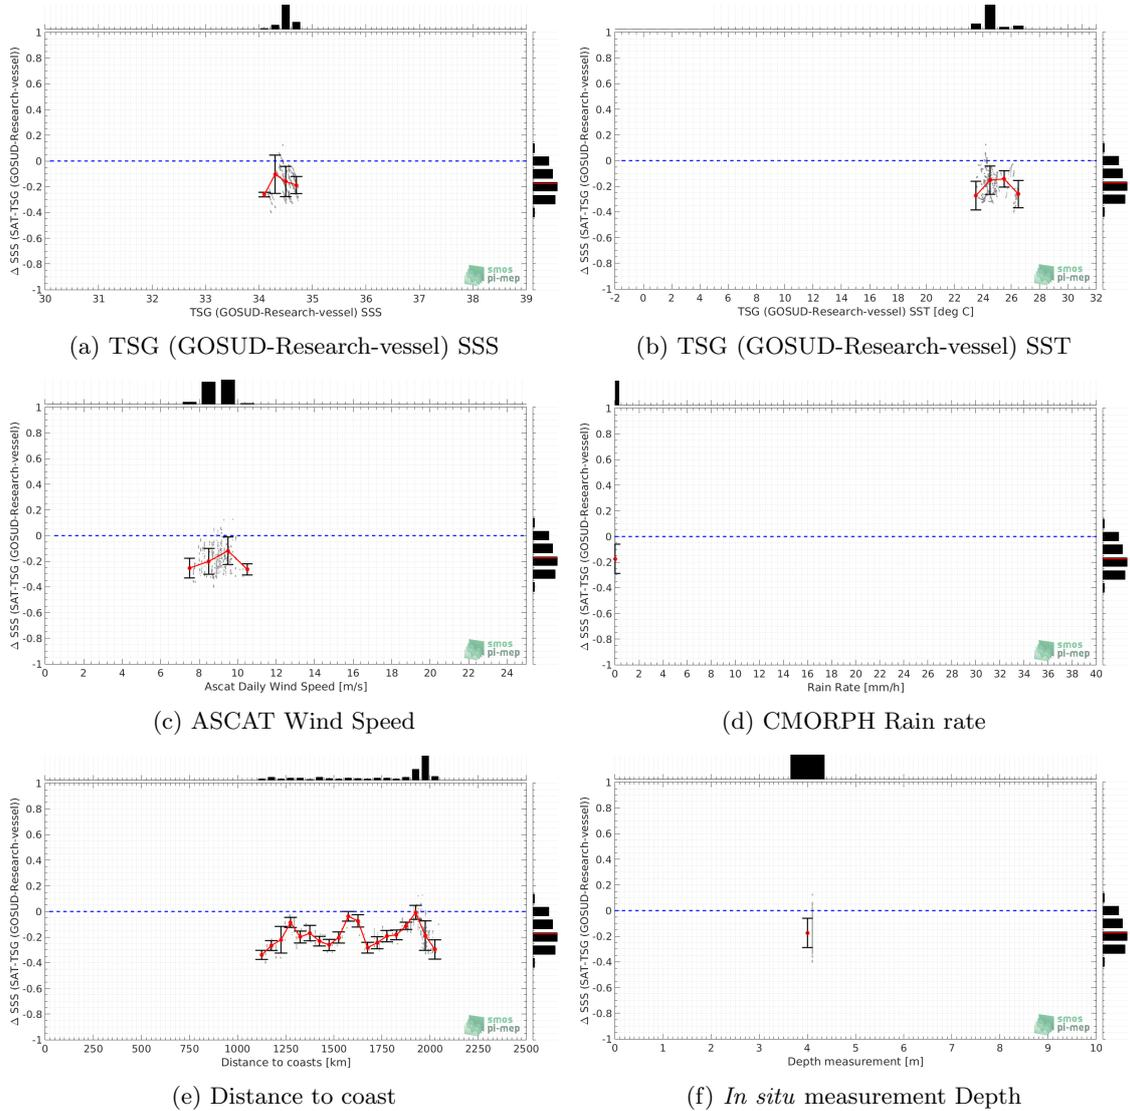 1
0.8
0.6
0.4
0.2
0
-0.2
-0.4
-0.6
-0.8
-1
Δ SSS (SAT-TSG (GOSUD-Research-vessel))
smos
pi-mep
30 31 32 33 34 35 36 37 38 39
TSG (GOSUD-Research-vessel) SSS
(a) TSG (GOSUD-Research-vessel) SSS
1
0.8
0.6
0.4
0.2
0
-0.2
-0.4
-0.6
-0.8
-1
Δ SSS (SAT-TSG (GOSUD-Research-vessel))
smos
pi-mep
-2 0 2 4 6 8 10 12 14 16 18 20 22 24 26 28 30 32
TSG (GOSUD-Research-vessel) SST [deg C]
(b) TSG (GOSUD-Research-vessel) SST
1
0.8
0.6
0.4
0.2
0
-0.2
-0.4
-0.6
-0.8
-1
Δ SSS (SAT-TSG (GOSUD-Research-vessel))
smos
pi-mep
0 2 4 6 8 10 12 14 16 18 20 22 24
Ascat Daily Wind Speed [m/s]
(c) ASCAT Wind Speed
1
0.8
0.6
0.4
0.2
0
-0.2
-0.4
-0.6
-0.8
-1
Δ SSS (SAT-TSG (GOSUD-Research-vessel))
smos
pi-mep
0 2 4 6 8 10 12 14 16 18 20 22 24 26 28 30 32 34 36 38 40
Rain Rate [mm/h]
(d) CMORPH Rain rate
1
0.8
0.6
0.4
0.2
0
-0.2
-0.4
-0.6
-0.8
-1
Δ SSS (SAT-TSG (GOSUD-Research-vessel))
smos
pi-mep
0 250 500 750 1000 1250 1500 1750 2000 2250 2500
Distance to coasts [km]
(e) Distance to coast
1
0.8
0.6
0.4
0.2
0
-0.2
-0.4
-0.6
-0.8
-1
Δ SSS (SAT-TSG (GOSUD-Research-vessel))
smos
pi-mep
0 1 2 3 4 5 6 7 8 9 10
Depth measurement [m]
(f) In situ measurement Depth